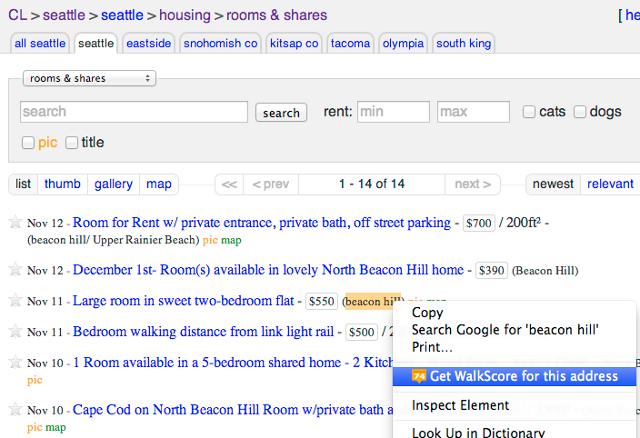 CL > seattle > seattle > housing > rooms & shares [ he
all seattle seattle eastside snohomish co kitsap co tacoma olympia south king
rooms & shares
search search rent: min max cats dogs
pic title
list thumb gallery map << < prev 1 - 14 of 14 next > newest relevant
Nov 12 - Room for Rent w/ private entrance, private bath, off street parking - $700 / 200ft² -
(beacon hill/ Upper Rainier Beach) pic map
Nov 12 - December 1st- Room(s) available in lovely North Beacon Hill home - $390 (Beacon Hill)
Nov 11 - Large room in sweet two-bedroom flat - $550 (beacon hill) pic map
Nov 11 - Bedroom walking distance from link light rail - $500 / 2
Nov 10 - 1 Room available in a 5-bedroom shared home - 2 Kitch
pic
Nov 10 - Cape Cod on North Beacon Hill Room w/private bath a
pic map
Copy
Search Google for 'beacon hill'
Print...
74 Get WalkScore for this address
Inspect Element
Look Up in Dictionary